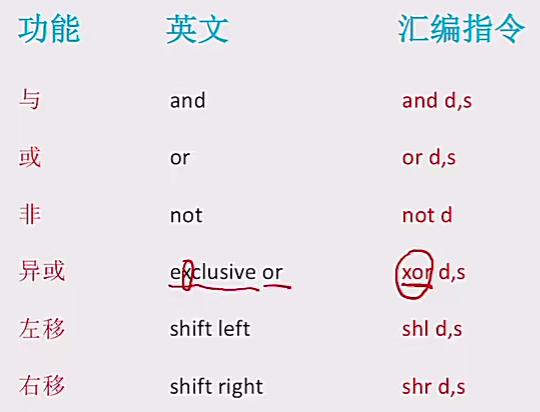 功能 英文 汇编指令
与 and and d,s
或 or or d,s
非 not not d
异或 exclusive or xor d,s
左移 shift left shl d,s
右移 shift right shr d,s